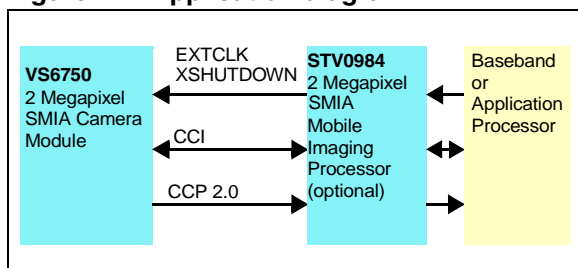 VS6750
2 Megapixel
SMIA Camera
Module
EXTCLK
XSHUTDOWN
CCI
CCP 2.0
STV0984
2 Megapixel
SMIA
Mobile
Imaging
Processor
(optional)
Baseband
or
Application
Processor